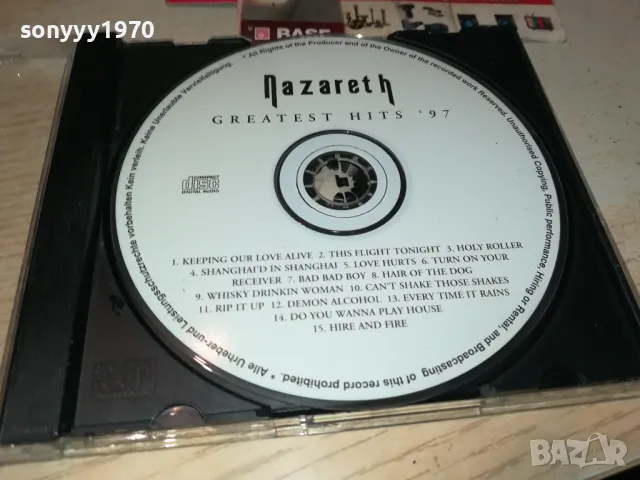 sonyyy1970
BASF
nazareth
GREATEST HITS '97
COMPACT
disc
DIGITAL AUDIO
1. KEEPING OUR LOVE ALIVE 2. THIS FLIGHT TONIGHT 3. HOLY ROLLER
4. SHANGHAI'D IN SHANGHAI 5. LOVE HURTS 6. TURN ON YOUR
RECEIVER 7. BAD BAD BOY 8. HAIR OF THE DOG
9. WHISKY DRINKIN WOMAN 10. CAN'T SHAKE THOSE SHAKES
11. RIP IT UP 12. DEMON ALCOHOL 13. EVERY TIME IT RAINS
14. DO YOU WANNA PLAY HOUSE
15. HIRE AND FIRE
* All Rights of the Producer and of the Owner of the recorded work Reserved. Unauthorised Copying, Public performance, Hiring or Rental, and Broadcasting of this record prohibited. * Alle Urheber-und Leistungsschutzrechte vorbehalten Kein verleih. Keine Unerlaubte Vervielfeltigung.
BAZAR
bazar.bg